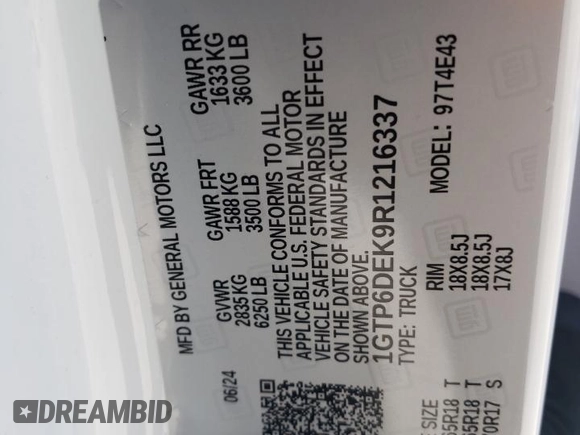 MFD BY GENERAL MOTORS LLC
06/24 GVWR GAWR FRT GAWR RR
2835 KG 1588 KG 1633 KG
6250 LB 3500 LB 3600 LB
THIS VEHICLE CONFORMS TO ALL
APPLICABLE U.S. FEDERAL MOTOR
VEHICLE SAFETY STANDARDS IN EFFECT
ON THE DATE OF MANUFACTURE
SHOWN ABOVE.
1GTP6DEK9R1216337
TYPE: TRUCK MODEL: 97T4E43
SIZE RIM
5R18 T 18X8.5J
5R18 T 18X8.5J
0R17 S 17X8J
DREAMBID